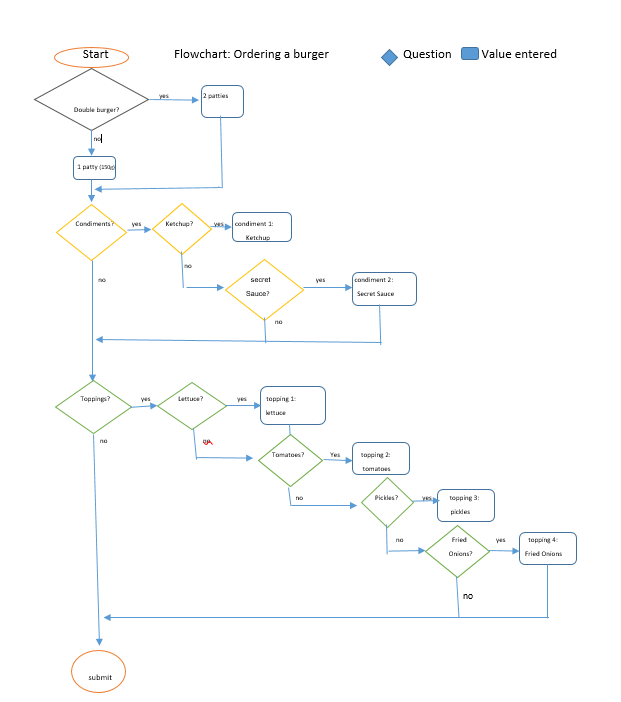 Start
Flowchart: Ordering a burger
Question
Value entered
yes
2 patties
Double burger?
no
1 patty (150g)
Condiments?
yes
Ketchup?
yes
condiment 1:
Ketchup
no
no
secret
Sauce?
yes
condiment 2:
Secret Sauce
no
Toppings?
yes
Lettuce?
yes
topping 1:
lettuce
no
no
Tomatoes?
Yes
topping 2:
tomatoes
no
Pickles?
yes
topping 3:
pickles
no
Fried
Onions?
yes
topping 4:
Fried Onions
no
submit